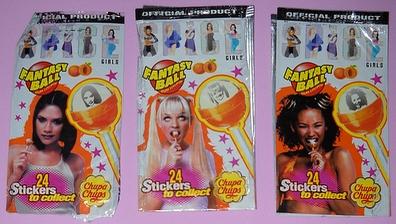 OFFICIAL PRODUCT
GIRLS
FANTASY
BALL
24
Stickers
to collect
Chupa
Chups
OFFICIAL PRODUCT
GIRLS
FANTASY
BALL
24
Stickers
to collect
Chupa
Chups
OFFICIAL PRODUCT
GIRLS
FANTASY
BALL
24
Stickers
to collect
Chupa
Chups